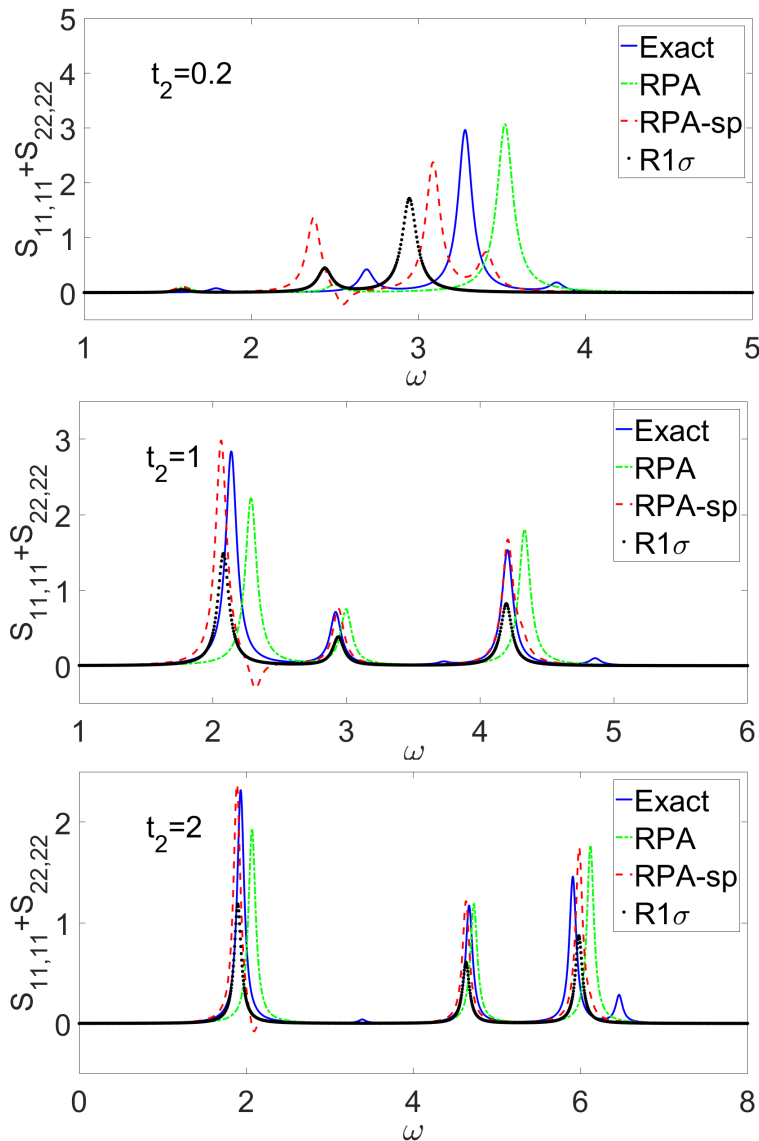 5
4
3
2
1
0
S11,11+S22,22
t2=0.2
Exact
RPA
RPA-sp
R1σ
1 2 3 4 5
ω
3
2
1
0
S11,11+S22,22
t2=1
Exact
RPA
RPA-sp
R1σ
1 2 3 4 5 6
ω
2
1
0
S11,11+S22,22
t2=2
Exact
RPA
RPA-sp
R1σ
0 2 4 6 8
ω